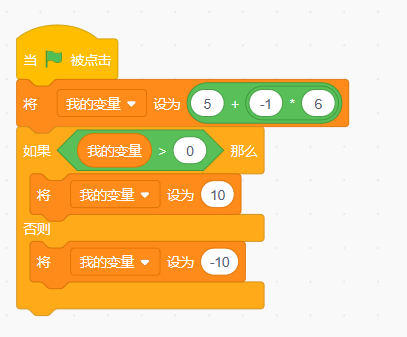 当 被点击
将 我的变量 设为 5 + -1 * 6
如果 我的变量 > 0 那么
将 我的变量 设为 10
否则
将 我的变量 设为 -10